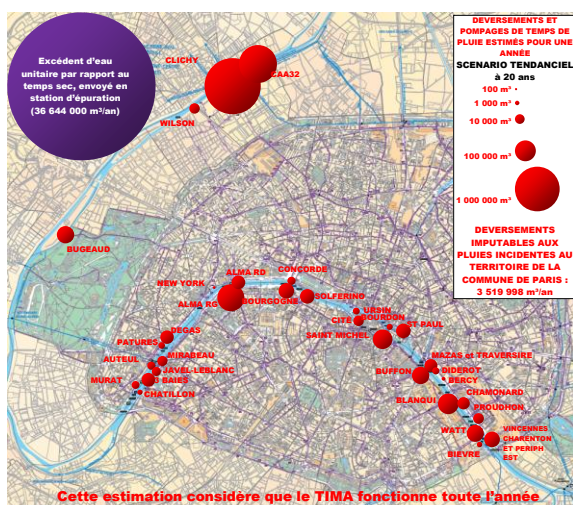 Excédent d'eau
unitaire par rapport au
temps sec, envoyé en
station d'épuration
(36 644 000 m³/an)
CLICHY
CAA32
WILSON
BUGEAUD
DEVERSEMENTS ET
POMPAGES DE TEMPS DE
PLUIE ESTIMÉS POUR UNE
ANNÉE
SCENARIO TENDANCIEL
à 20 ans
100 m³
1 000 m³
10 000 m³
100 000 m³
1 000 000 m³
DEVERSEMENTS
IMPUTABLES AUX
PLUIES INCIDENTES AU
TERRITOIRE DE LA
COMMUNE DE PARIS :
3 519 998 m³/an
ALMA RD
CONCORDE
NEW YORK
ALMA RG
BOURGOGNE
SOLFERINO
URSIN
CITE
BOURDON
ST PAUL
SAINT MICHEL
DEGAS
PATURES
MIRABEAU
AUTEUL
JAVEL-LEBLANC
MURAT
3 BAIES
CHATILLON
MAZAS et TRAVERSIRE
BUFFON
DIDEROT
BERCY
BLANQUI
CHAMONARD
PROUDHON
WATT
VINCENNES
CHARENTON
ET PERIPH
EST
BIEVRE
Cette estimation considère que le TIMA fonctionne toute l'année